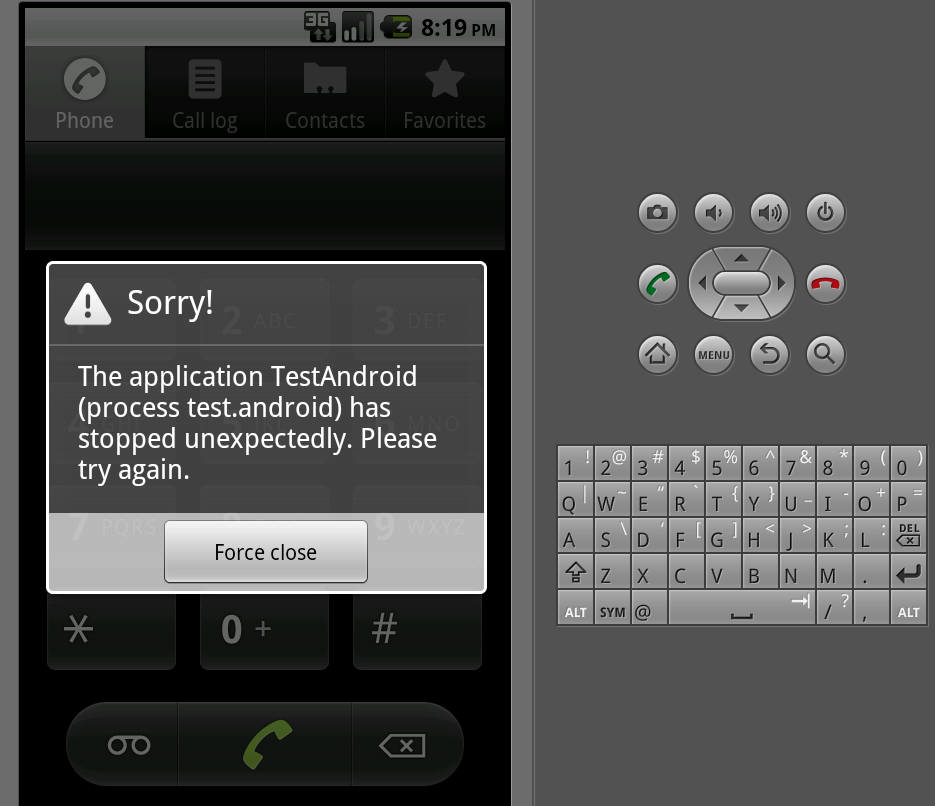 3G 8:19 PM
Phone Call log Contacts Favorites
Sorry!
2 ABC 3 DEF
The application TestAndroid
(process test.android) has
stopped unexpectedly. Please
try again.
MNO
7 PQRS 9 WXYZ
Force close
* 0 + #
MENU
1 ! 2 @ 3 # 4 $ 5 % 6 ^ 7 & 8 * 9 ( 0 )
Q | W ~ E “ R ` T { Y } U _ I - O + P =
A S \ D ‘ F [ G ] H < J > K ; L : DEL
Z X C V B N M .
ALT SYM @ / ? , ALT